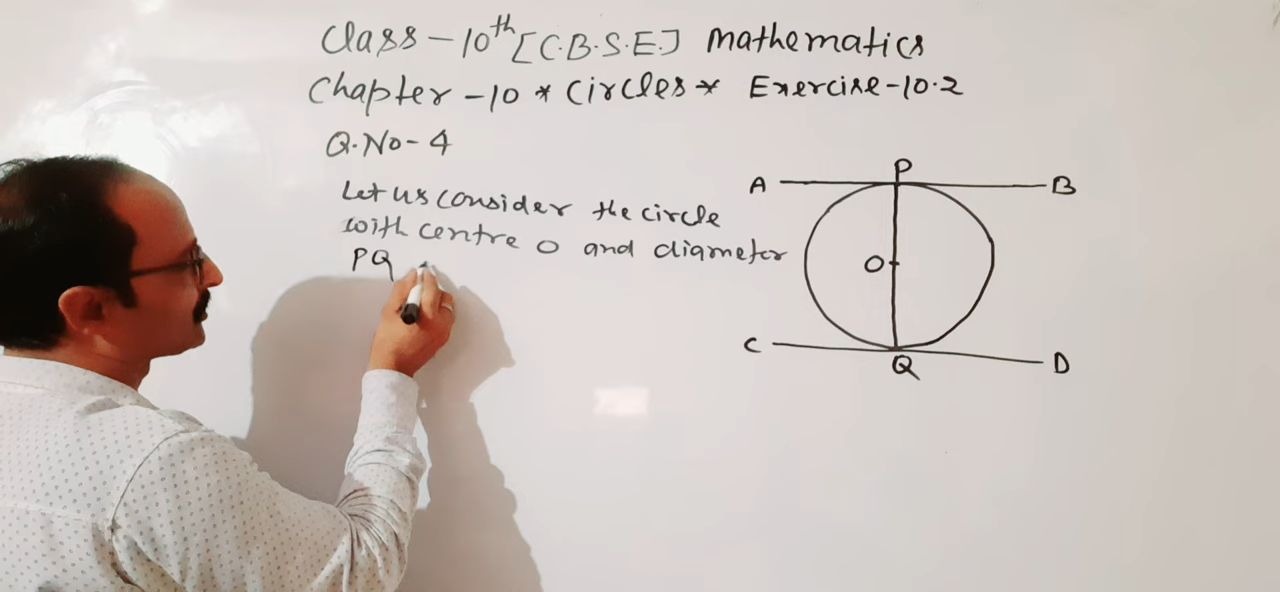 Class - 10th [C.B.S.E.] Mathematics
Chapter - 10 * Circles * Exercise - 10.2
Q.No - 4
Let us consider the circle
with centre O and diameter
PQ
P
A
B
O
C
Q
D